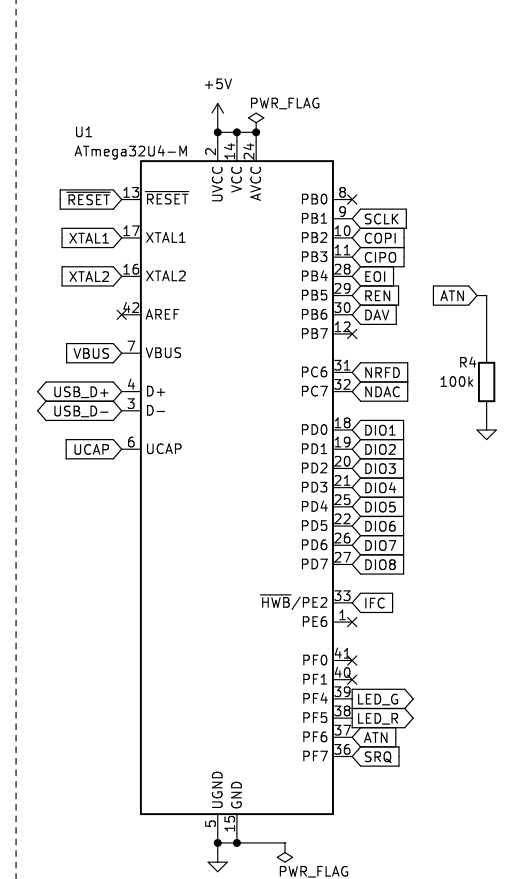 +5V
PWR_FLAG
U1
ATmega32U4-M
2 14 24
UVCC VCC AVCC
RESET 13 RESET
XTAL1 17 XTAL1
XTAL2 16 XTAL2
42 AREF
VBUS 7 VBUS
USB_D+ 4 D+
USB_D- 3 D-
UCAP 6 UCAP
PB0 8
PB1 9 SCLK
PB2 10 COPI
PB3 11 CIPO
PB4 28 EOI
PB5 29 REN
PB6 30 DAV
PB7 12
PC6 31 NRFD
PC7 32 NDAC
PD0 18 DIO1
PD1 19 DIO2
PD2 20 DIO3
PD3 21 DIO4
PD4 25 DIO5
PD5 22 DIO6
PD6 26 DIO7
PD7 27 DIO8
HWB/PE2 33 IFC
PE6 1
PF0 41
PF1 40
PF4 39 LED_G
PF5 38 LED_R
PF6 37 ATN
PF7 36 SRQ
UGND GND
5 15
PWR_FLAG
ATN
R4
100k